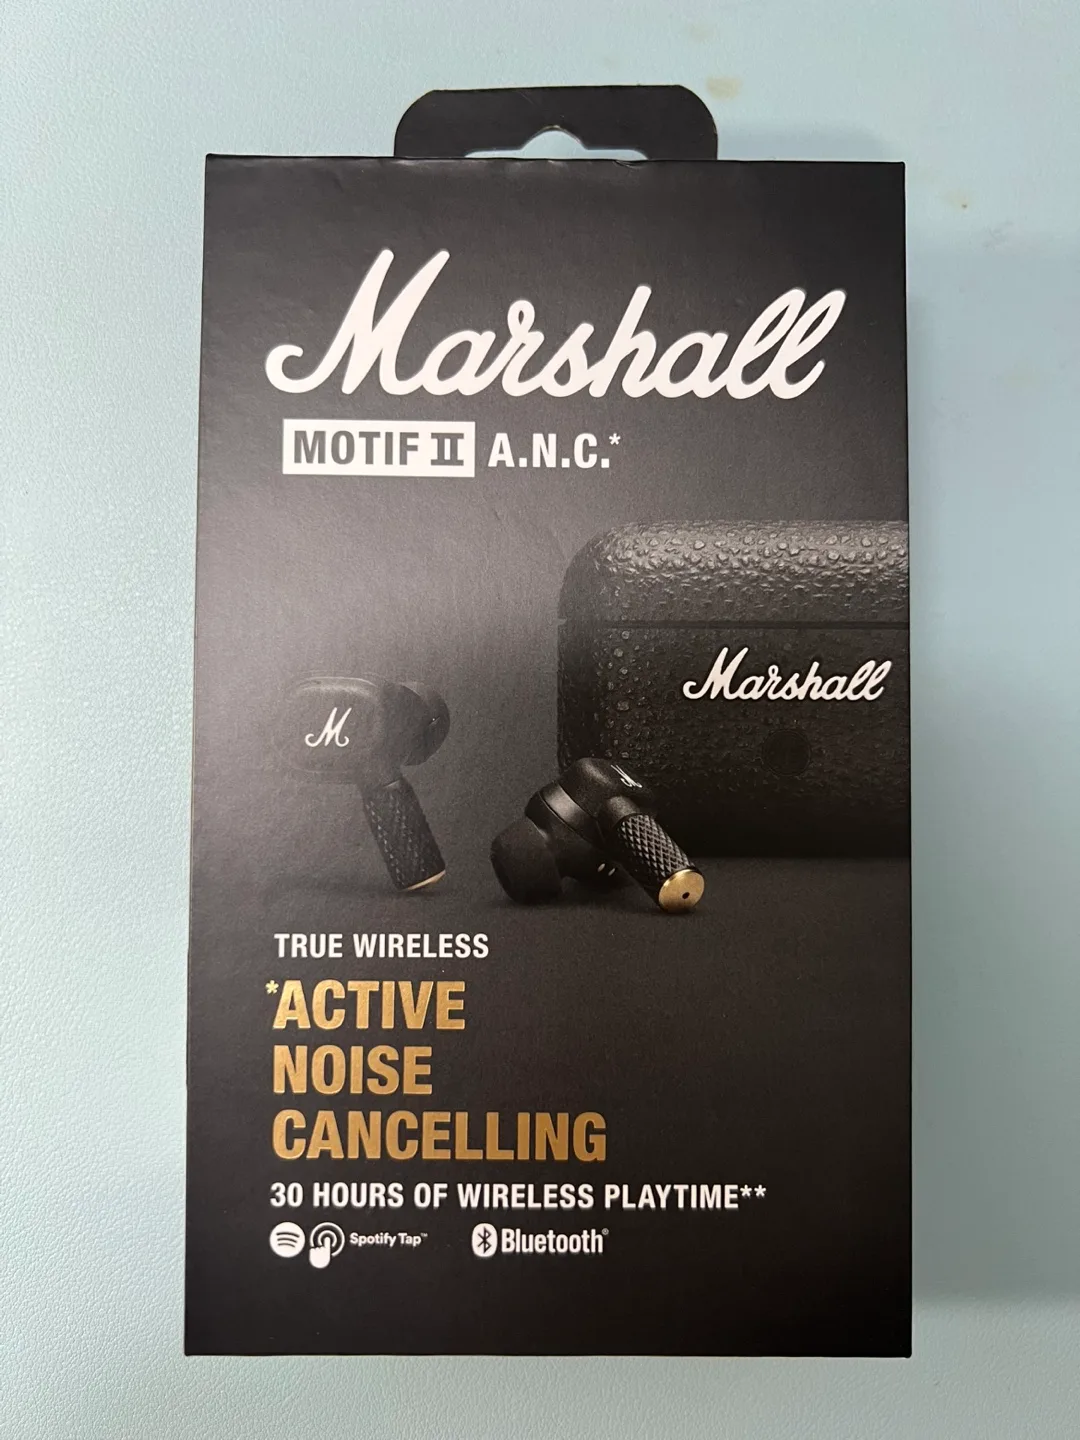 Marshall
MOTIF II A.N.C.*
Marshall
M
TRUE WIRELESS
*ACTIVE
NOISE
CANCELLING
30 HOURS OF WIRELESS PLAYTIME**
Spotify Tap™ Bluetooth®